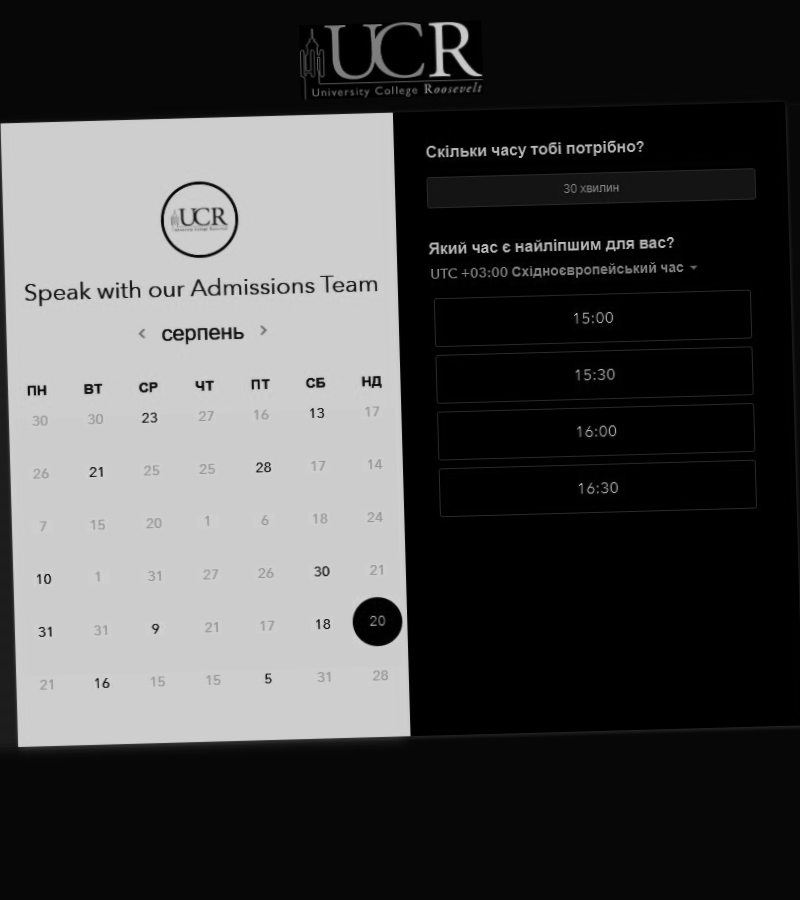 UCR
University College Roosevelt
UCR
University College Roosevelt
Speak with our Admissions Team
серпень
ПН ВТ СР ЧТ ПТ СБ НД
30 30 23 27 16 13 17
26 21 25 25 28 17 14
7 15 20 1 6 18 24
10 1 31 27 26 30 21
31 31 9 21 17 18 20
21 16 15 15 5 31 28
Скільки часу тобі потрібно?
30 хвилин
Який час є найліпшим для вас?
UTC +03:00 Східноєвропейський час
15:00
15:30
16:00
16:30